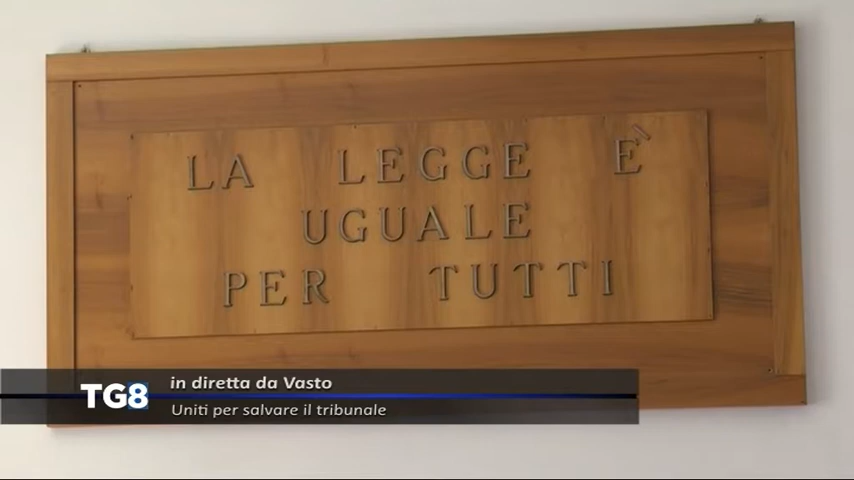 LA LEGGE È
UGUALE
PER TUTTI
TG8
in diretta da Vasto
Uniti per salvare il tribunale